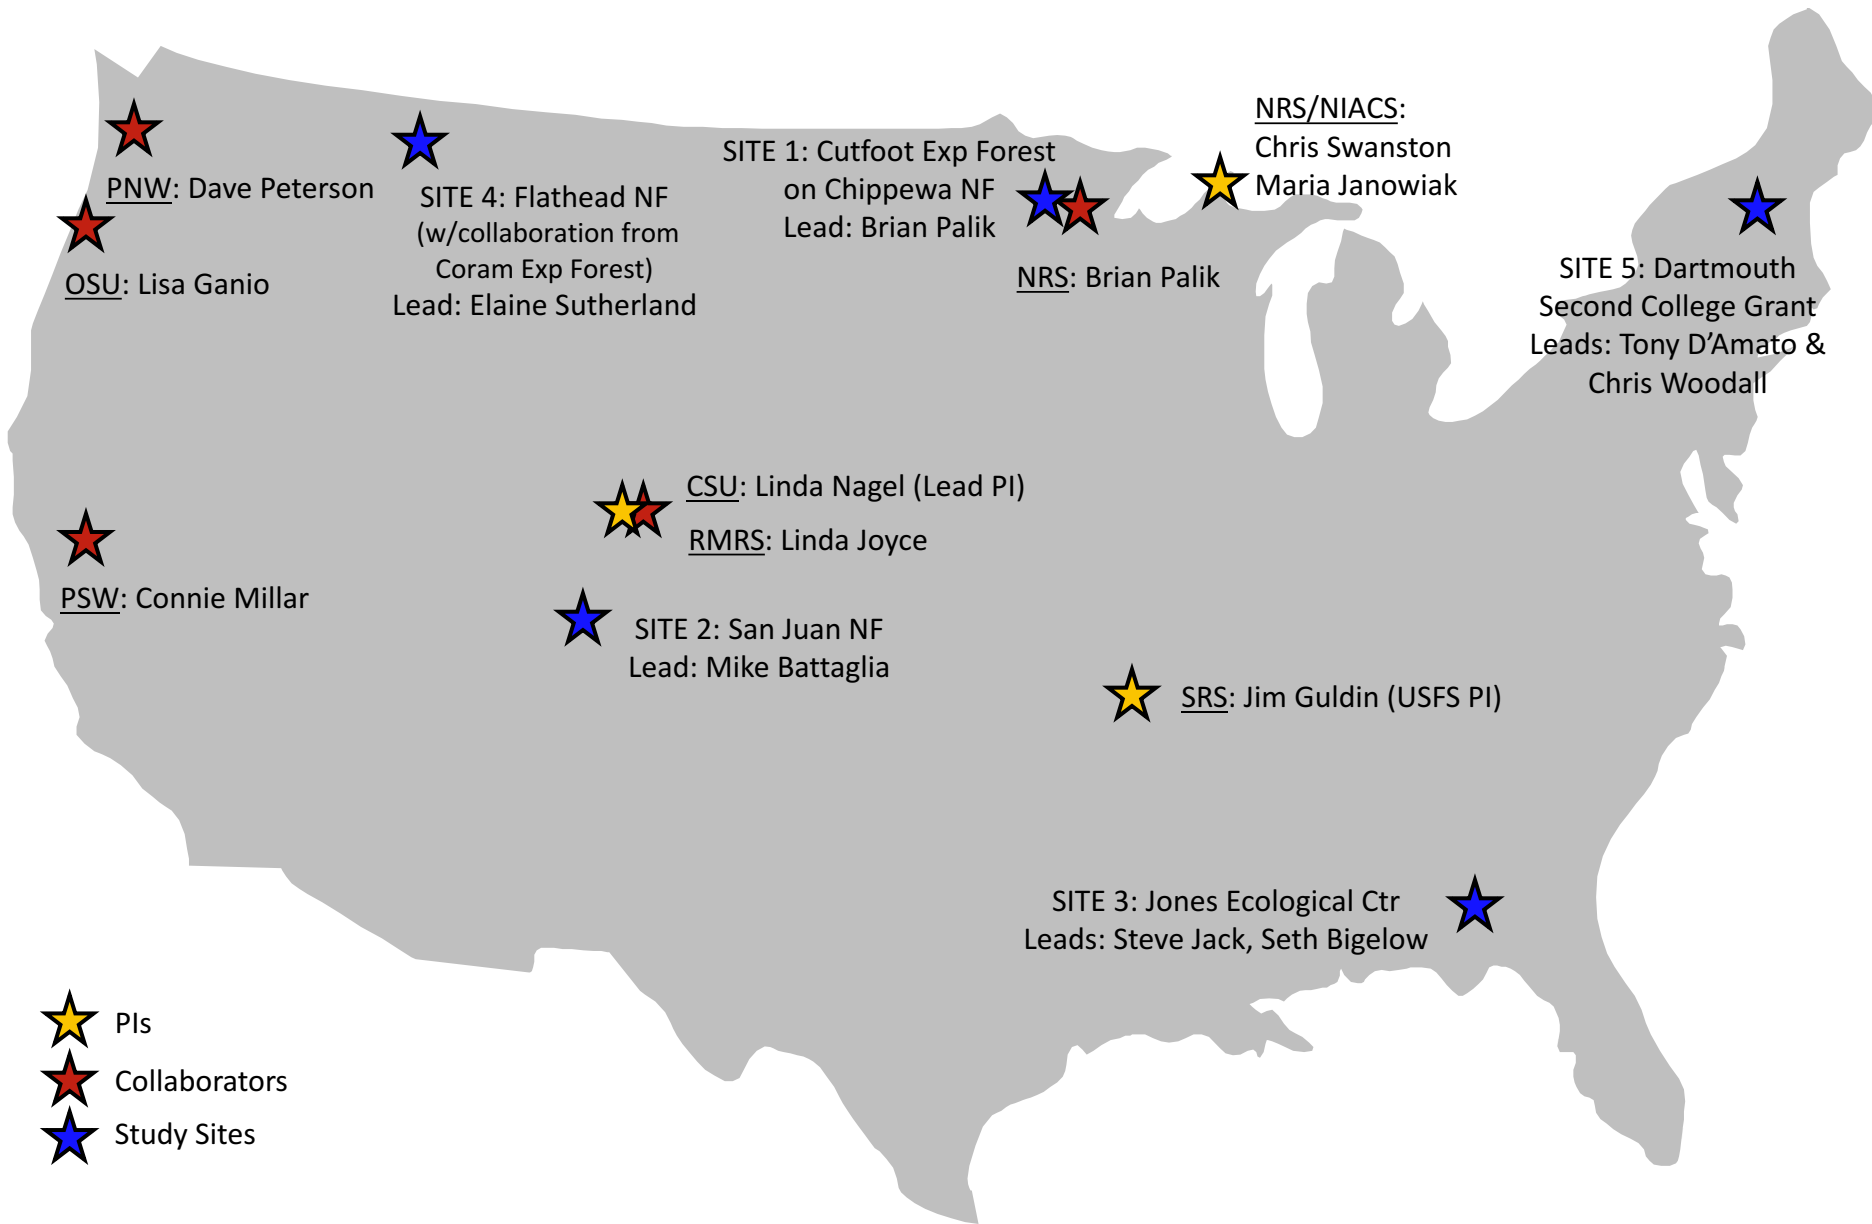 NRS/NIACS:
Chris Swanston
Maria Janowiak
SITE 1: Cutfoot Exp Forest
on Chippewa NF
Lead: Brian Palik
NRS: Brian Palik
PNW: Dave Peterson
OSU: Lisa Ganio
SITE 4: Flathead NF
(w/collaboration from
Coram Exp Forest)
Lead: Elaine Sutherland
SITE 5: Dartmouth
Second College Grant
Leads: Tony D’Amato &
Chris Woodall
CSU: Linda Nagel (Lead PI)
RMRS: Linda Joyce
PSW: Connie Millar
SITE 2: San Juan NF
Lead: Mike Battaglia
SRS: Jim Guldin (USFS PI)
SITE 3: Jones Ecological Ctr
Leads: Steve Jack, Seth Bigelow
PIs
Collaborators
Study Sites